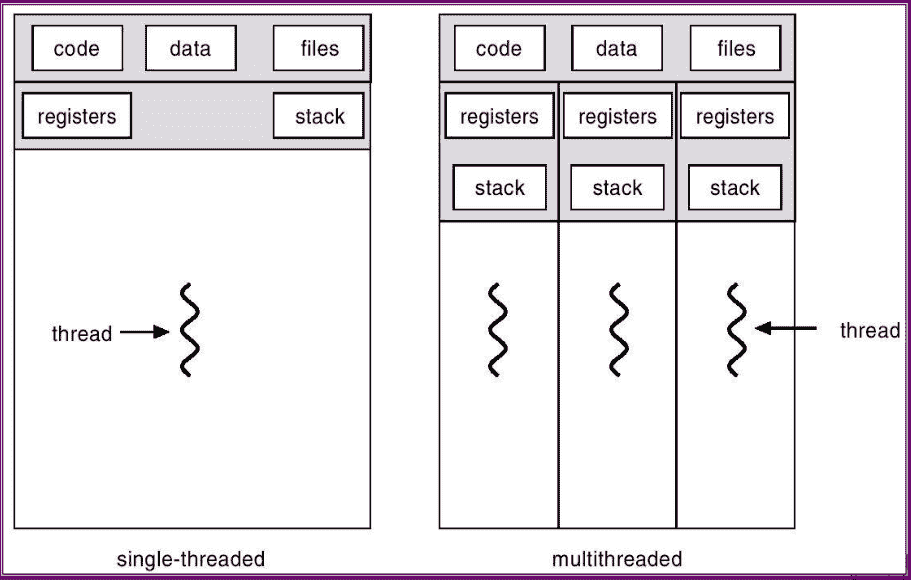 code data files
registers stack
thread
single-threaded
code data files
registers registers registers
stack stack stack
thread
multithreaded